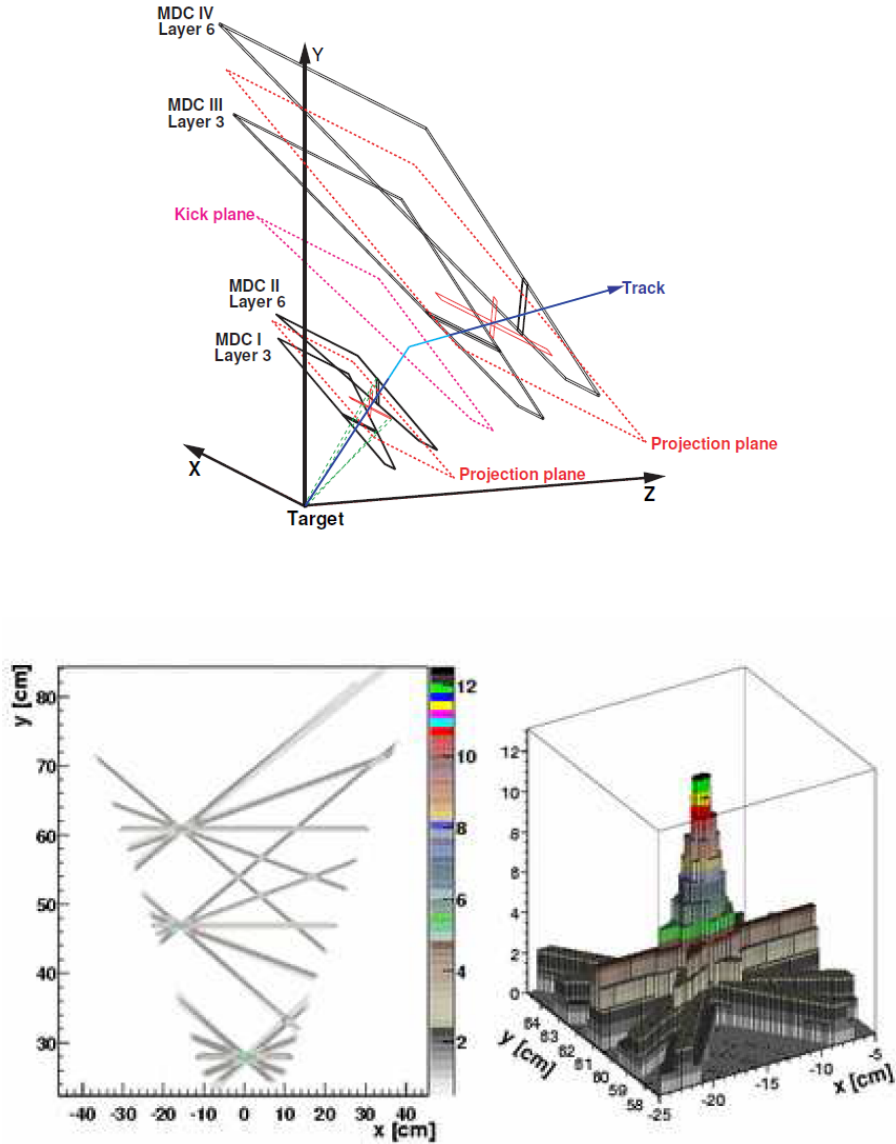 MDC IV
Layer 6
Y
MDC III
Layer 3
Kick plane
MDC II
Layer 6
MDC I
Layer 3
Track
X
Projection plane
Projection plane
Z
Target
y [cm]
80
70
60
50
40
30
-40 -30 -20 -10 0 10 20 30 40
x [cm]
12
10
8
6
4
2
12
10
8
6
4
2
0
64
63
62
61
60
59
58
y [cm]
-25
-20
-15
-10
-5
x [cm]